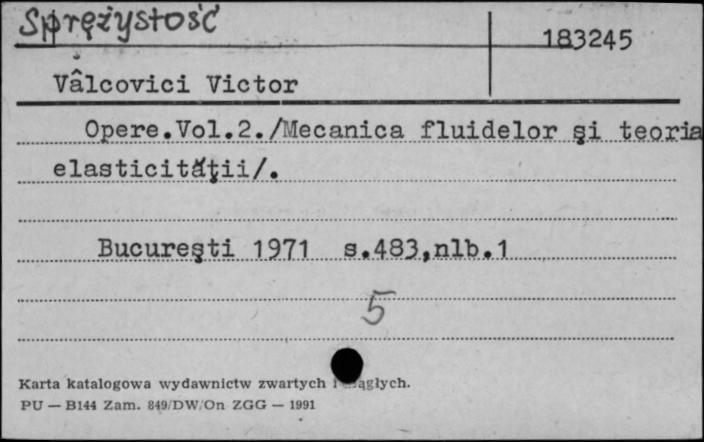 Sprężystość
183245
Vâlcovici Victor
Opere.Vol.2./Mecanica fluidelor şi teoria
elasticităţii/.
Bucureşti 1971 s.483,nlb.1
5
Karta katalogowa wydawnictw zwartych i ciągłych.
PU — B144 Zam. 849/DW/On ZGG — 1991